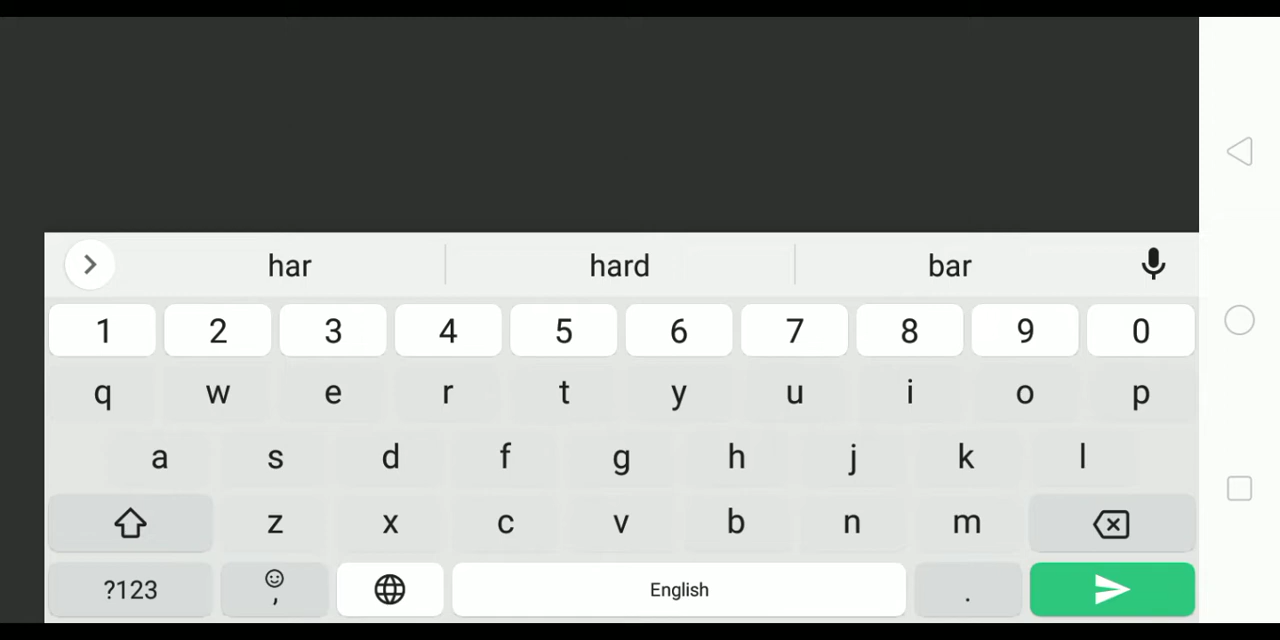 har hard bar
1 2 3 4 5 6 7 8 9 0
q w e r t y u i o p
a s d f g h j k l
z x c v b n m
?123 , English .